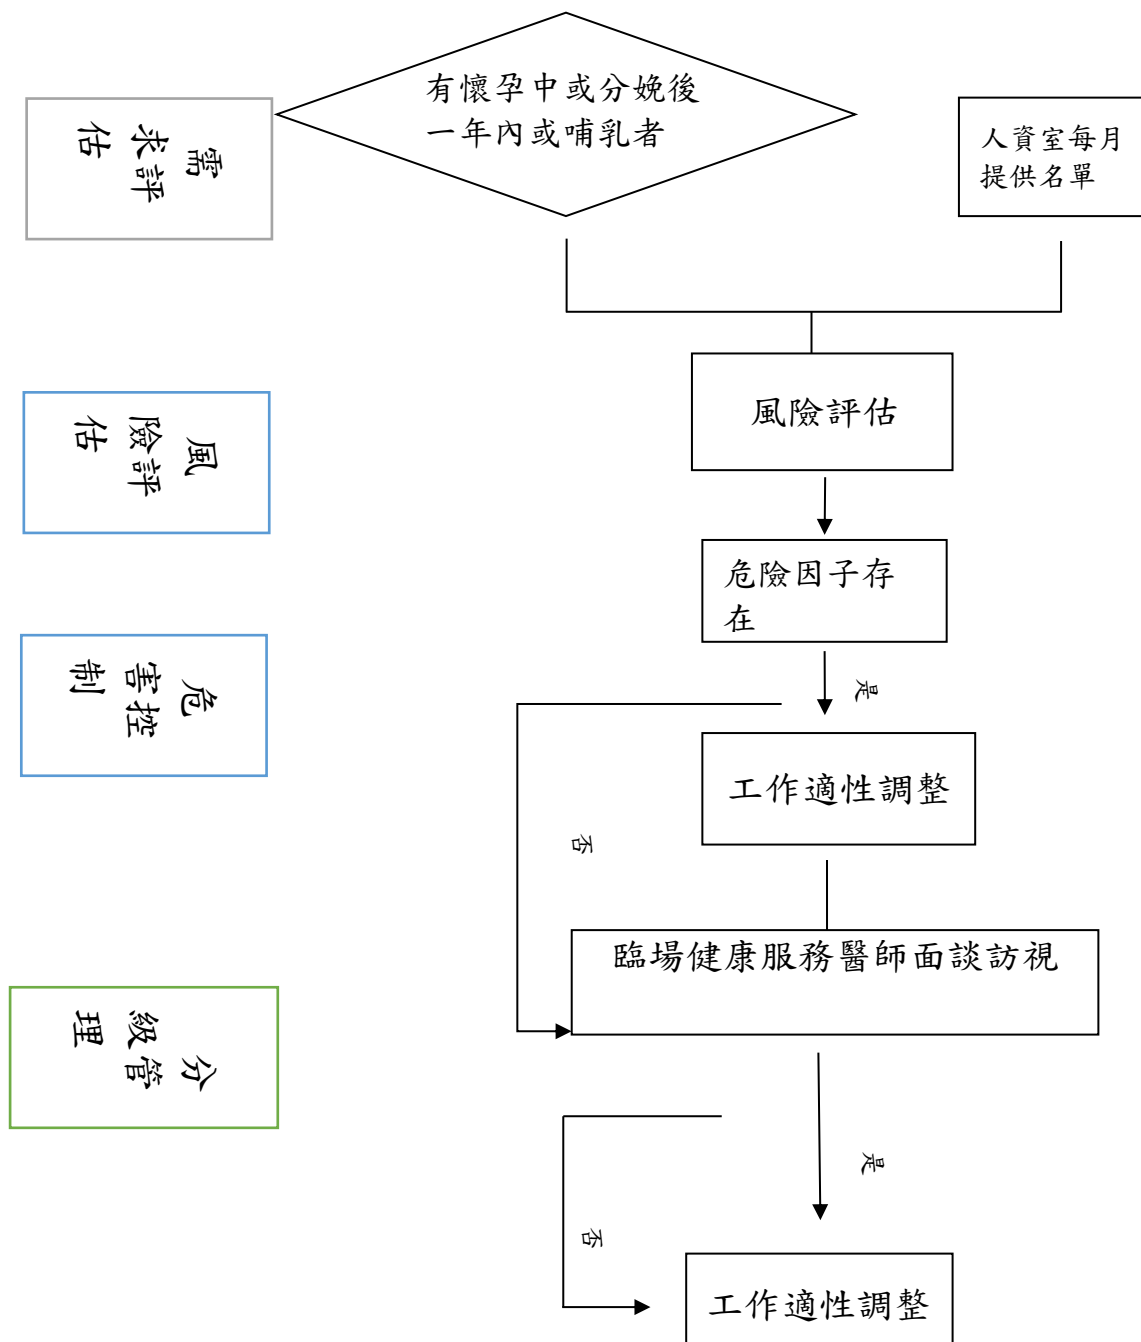 有懷孕中或分娩後
一年內或哺乳者
人資室每月
提供名單
需
求評
估
風險評估
風
險評
估
危險因子存
在
是
危
害控
制
工作適性調整
否
臨場健康服務醫師面談訪視
分
級管
理
是
否
工作適性調整